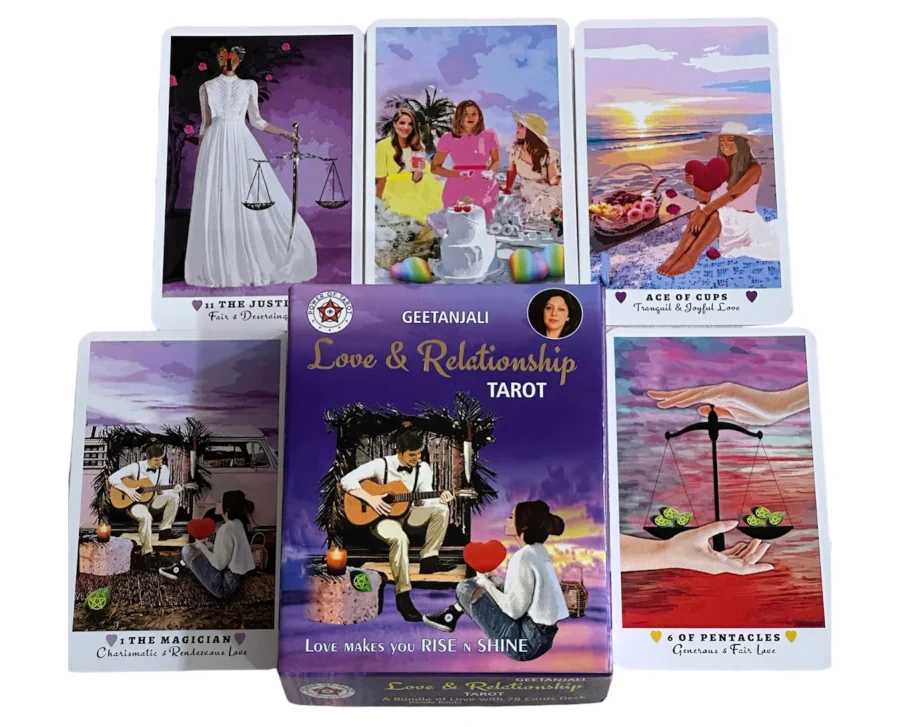 11 THE JUSTI
Fair & Deserving
ACE OF CUPS
Tranquil & Joyful Love
POWER OF TAROT
GEETANJALI
Love & Relationship
TAROT
1 THE MAGICIAN
Charismatic & Rendezvous Love
6 OF PENTACLES
Generous & Fair Love
LOVE MAKES YOU RISE N SHINE
GEETANJALI
Love & Relationship
TAROT
A Bundle of Love with 78 Cards Deck